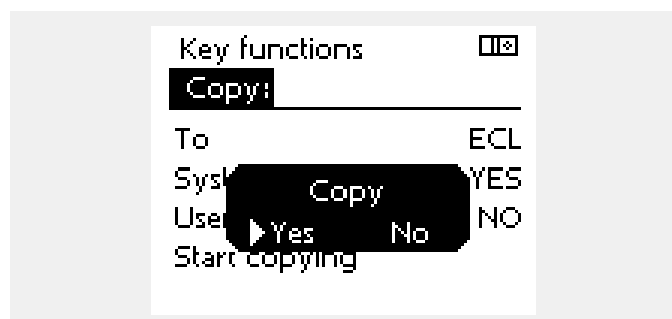 Key functions
Copy:
To ECL
YES
Copy
NO
Yes No
Start copying